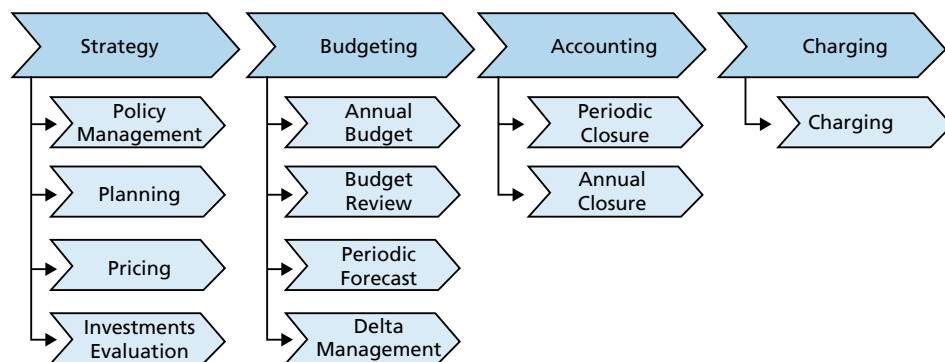 Strategy
Policy
Management
Planning
Pricing
Investments
Evaluation
Budgeting
Annual
Budget
Budget
Review
Periodic
Forecast
Delta
Management
Accounting
Periodic
Closure
Annual
Closure
Charging
Charging